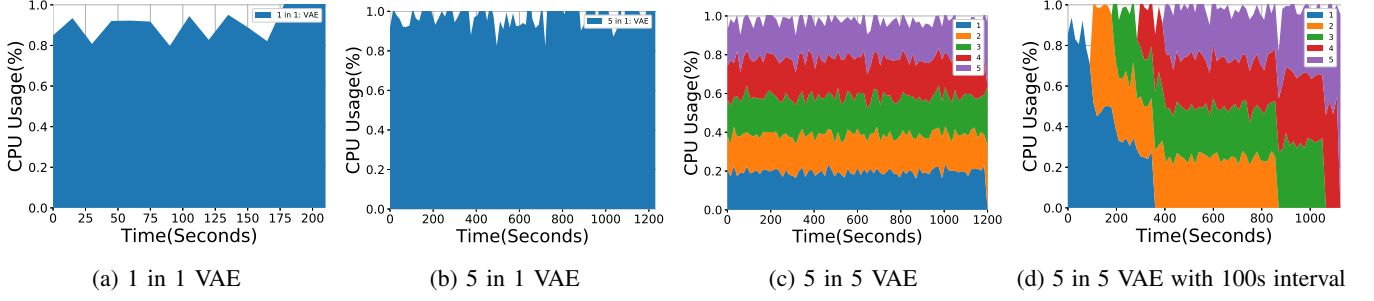 1.0
0.8
0.6
0.4
0.2
0.0
CPU Usage(%)
1 in 1: VAE
0 25 50 75 100 125 150 175 200
Time(Seconds)
(a) 1 in 1 VAE
1.0
0.8
0.6
0.4
0.2
0.0
CPU Usage(%)
5 in 1: VAE
0 200 400 600 800 1000 1200
Time(Seconds)
(b) 5 in 1 VAE
1.0
0.8
0.6
0.4
0.2
0.0
CPU Usage(%)
1
2
3
4
5
0 200 400 600 800 1000 1200
Time(Seconds)
(c) 5 in 5 VAE
1.0
0.8
0.6
0.4
0.2
0.0
CPU Usage(%)
1
2
3
4
5
0 200 400 600 800 1000
Time(Seconds)
(d) 5 in 5 VAE with 100s interval